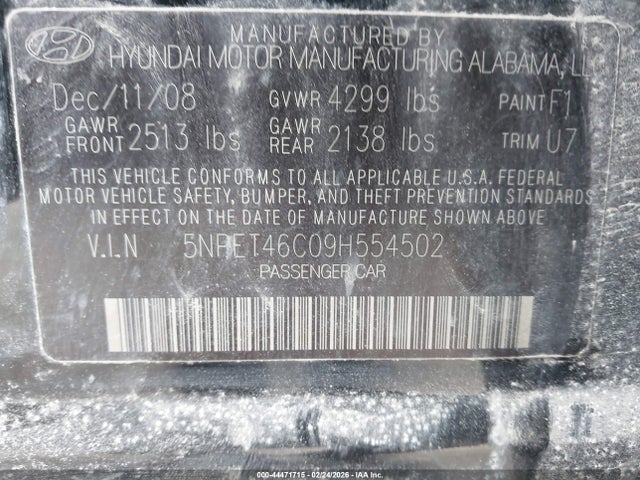 MANUFACTURED BY
HYUNDAI MOTOR MANUFACTURING ALABAMA, LLC
Dec/11/08 GVWR 4299 lbs PAINT F1
GAWR FRONT 2513 lbs GAWR REAR 2138 lbs TRIM U7
THIS VEHICLE CONFORMS TO ALL APPLICABLE U.S.A. FEDERAL
MOTOR VEHICLE SAFETY, BUMPER, AND THEFT PREVENTION STANDARDS
IN EFFECT ON THE DATE OF MANUFACTURE SHOWN ABOVE
V.I.N 5NPET46C09H554502
PASSENGER CAR
000-44471715 - 02/24/2026 - © IAA Holdings, LLC